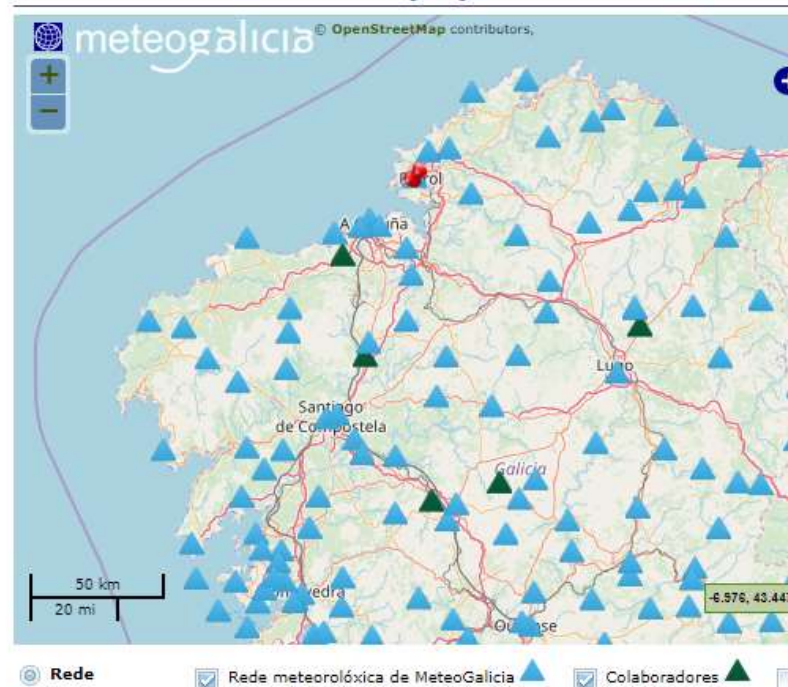 meteogalicia
© OpenStreetMap contributors,
+
−
Ferrol
A Coruña
Lugo
Santiago
de Compostela
Galicia
50 km
20 mi
Pontevedra
-6.976, 43.447
Ourense
Rede
Rede meteorolóxica de MeteoGalicia
Colaboradores